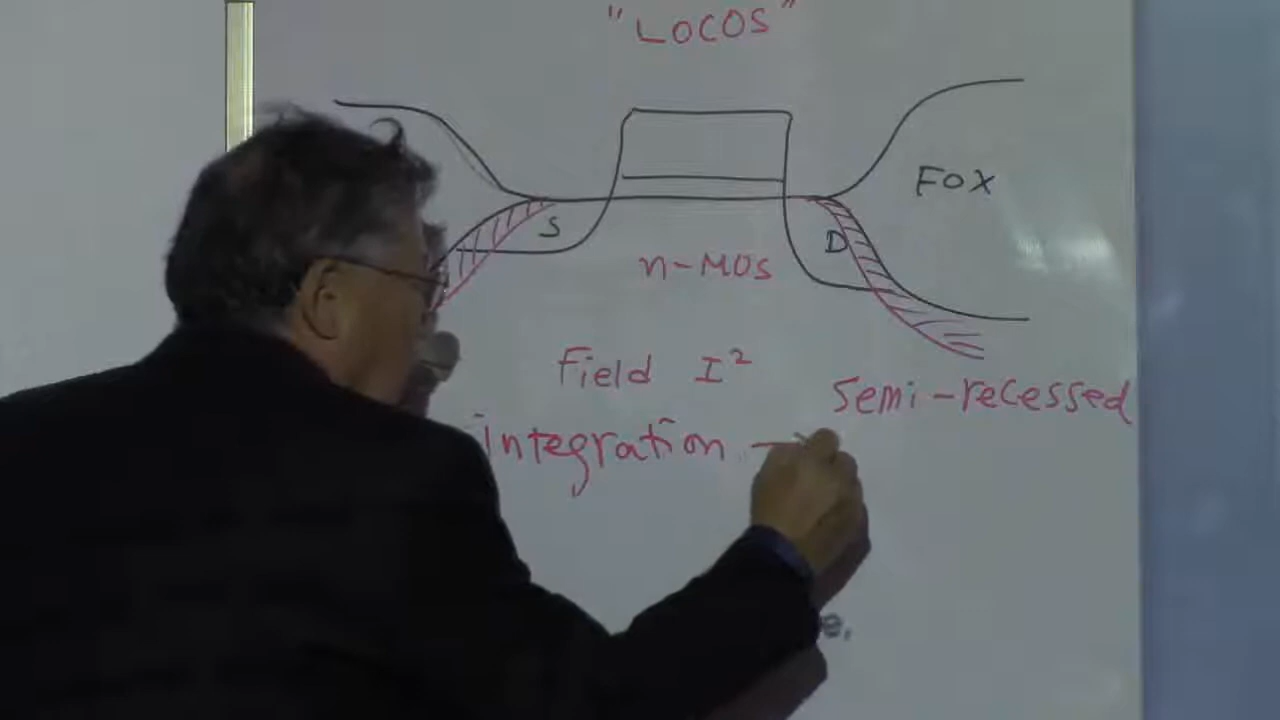 "LOCOS"
FOX
S
D
n-MOS
Field I²
Semi-recessed
integration -
e.